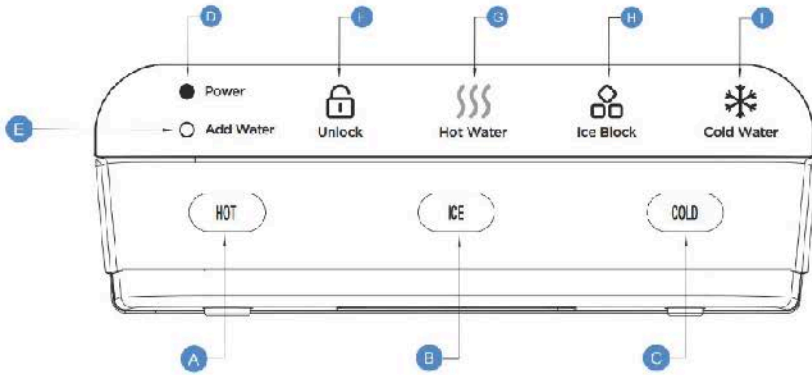 D F G H I
Power
E Add Water
Unlock Hot Water Ice Block Cold Water
HOT ICE COLD
A B C